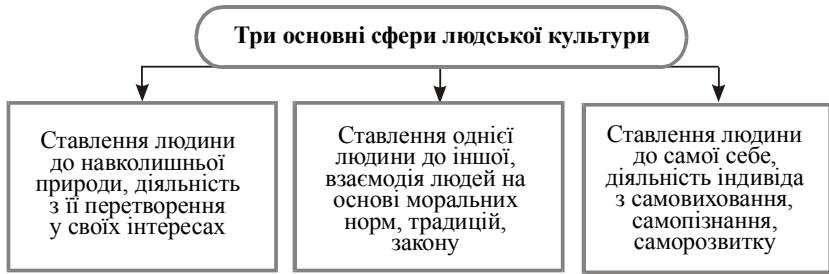 Три основні сфери людської культури
Ставлення людини
до навколишньої
природи, діяльність
з її перетворення
у своїх інтересах
Ставлення однієї
людини до іншої,
взаємодія людей на
основі моральних
норм, традицій,
закону
Ставлення людини
до самої себе,
діяльність індивіда
з самовиховання,
самопізнання,
саморозвитку